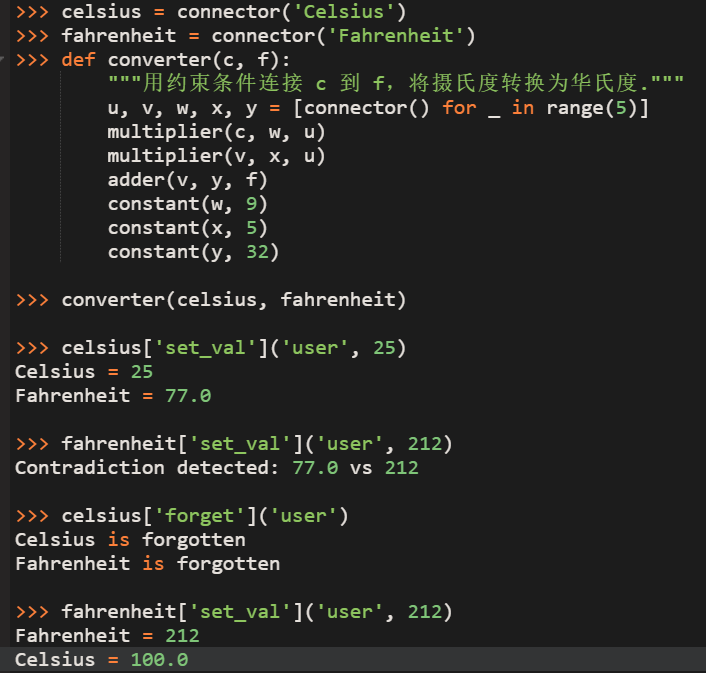 >>> celsius = connector('Celsius')
>>> fahrenheit = connector('Fahrenheit')
>>> def converter(c, f):
        """用约束条件连接 c 到 f，将摄氏度转换为华氏度."""
        u, v, w, x, y = [connector() for _ in range(5)]
        multiplier(c, w, u)
        multiplier(v, x, u)
        adder(v, y, f)
        constant(w, 9)
        constant(x, 5)
        constant(y, 32)
>>> converter(celsius, fahrenheit)
>>> celsius['set_val']('user', 25)
Celsius = 25
Fahrenheit = 77.0
>>> fahrenheit['set_val']('user', 212)
Contradiction detected: 77.0 vs 212
>>> celsius['forget']('user')
Celsius is forgotten
Fahrenheit is forgotten
>>> fahrenheit['set_val']('user', 212)
Fahrenheit = 212
Celsius = 100.0